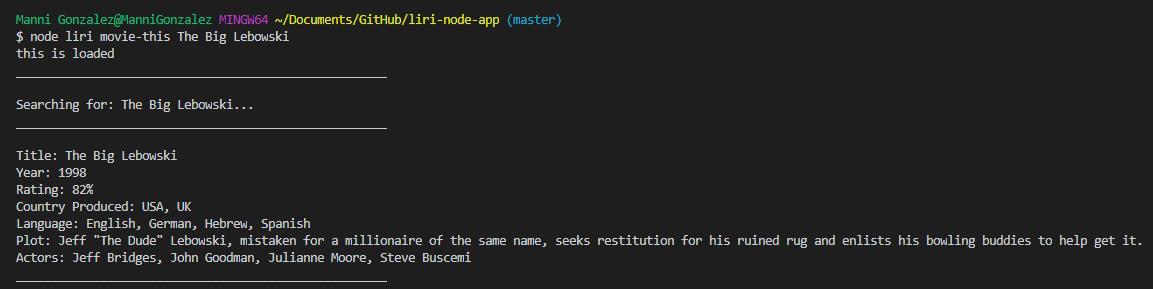 Manni Gonzalez@ManniGonzalez MINGW64 ~/Documents/GitHub/liri-node-app (master)
$ node liri movie-this The Big Lebowski
this is loaded
_____________________________________________________
Searching for: The Big Lebowski...
_____________________________________________________
Title: The Big Lebowski
Year: 1998
Rating: 82%
Country Produced: USA, UK
Language: English, German, Hebrew, Spanish
Plot: Jeff "The Dude" Lebowski, mistaken for a millionaire of the same name, seeks restitution for his ruined rug and enlists his bowling buddies to help get it.
Actors: Jeff Bridges, John Goodman, Julianne Moore, Steve Buscemi
_____________________________________________________